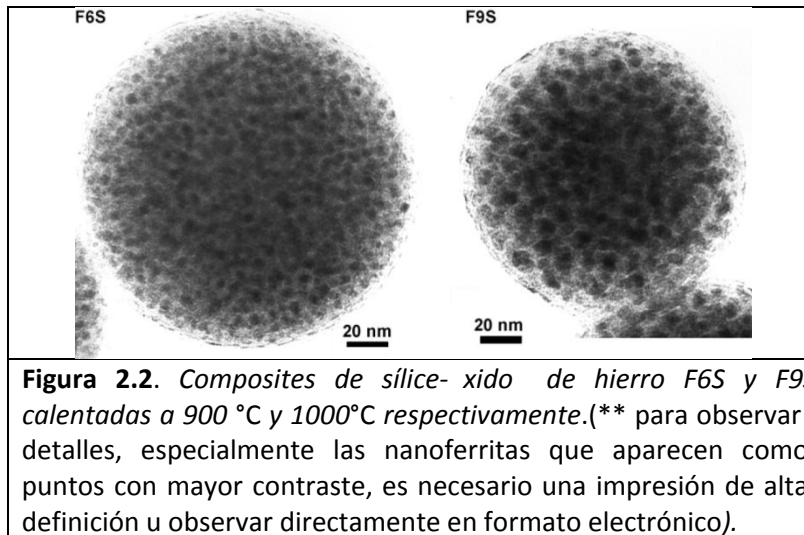 F6S F9S
20 nm 20 nm
Figura 2.2. Composites de sílice- xido de hierro F6S y F9S
calentadas a 900 °C y 1000°C respectivamente.(** para observar
detalles, especialmente las nanoferritas que aparecen como
puntos con mayor contraste, es necesario una impresión de alta
definición u observar directamente en formato electrónico).